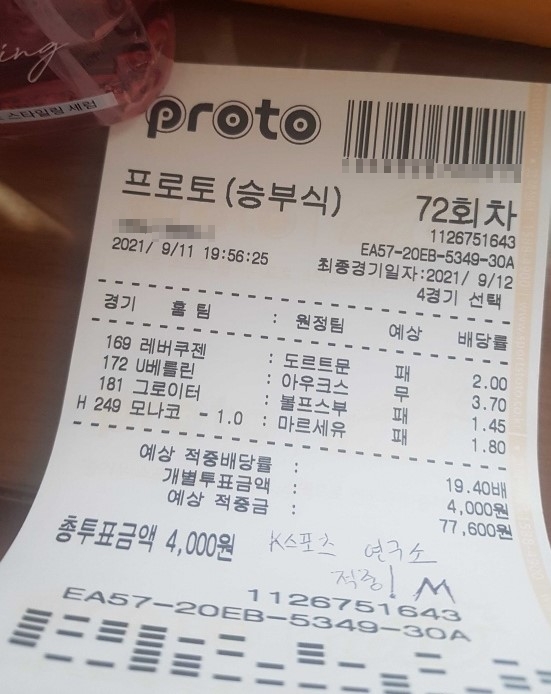 ing
스타일링 세럼
proto
프로토(승부식)
72회차
1126751643
EA57-20EB-5349-30A
2021/ 9/11 19:56:25
최종경기일자:2021/ 9/12
4경기 선택
경기 홈 팀 : 원정팀 예상 배당률
169 레버쿠젠 : 도르트문 패 2.00
172 U베를린 : 아우크스 무 3.70
181 그로이터 : 볼프스부 패 1.45
H 249 모나코 - 1.0 : 마르세유 패 1.80
예상 적중배당률 : 19.40배
개별투표금액 : 4,000원
예상 적중금 : 77,600원
총투표금액 4,000원
K스포츠 연구소
적중! M
1126751643
EA57-20EB-5349-30A